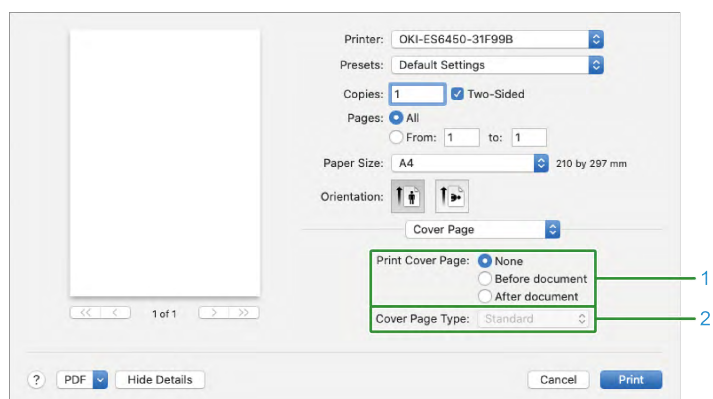 Printer: OKI-ES6450-31F99B
Presets: Default Settings
Copies: 1 Two-Sided
Pages: All
From: 1 to: 1
Paper Size: A4 210 by 297 mm
Orientation:
Cover Page
Print Cover Page: None
Before document
After document
1
Cover Page Type: Standard
2
<< < 1 of 1 > >>
? PDF Hide Details Cancel Print